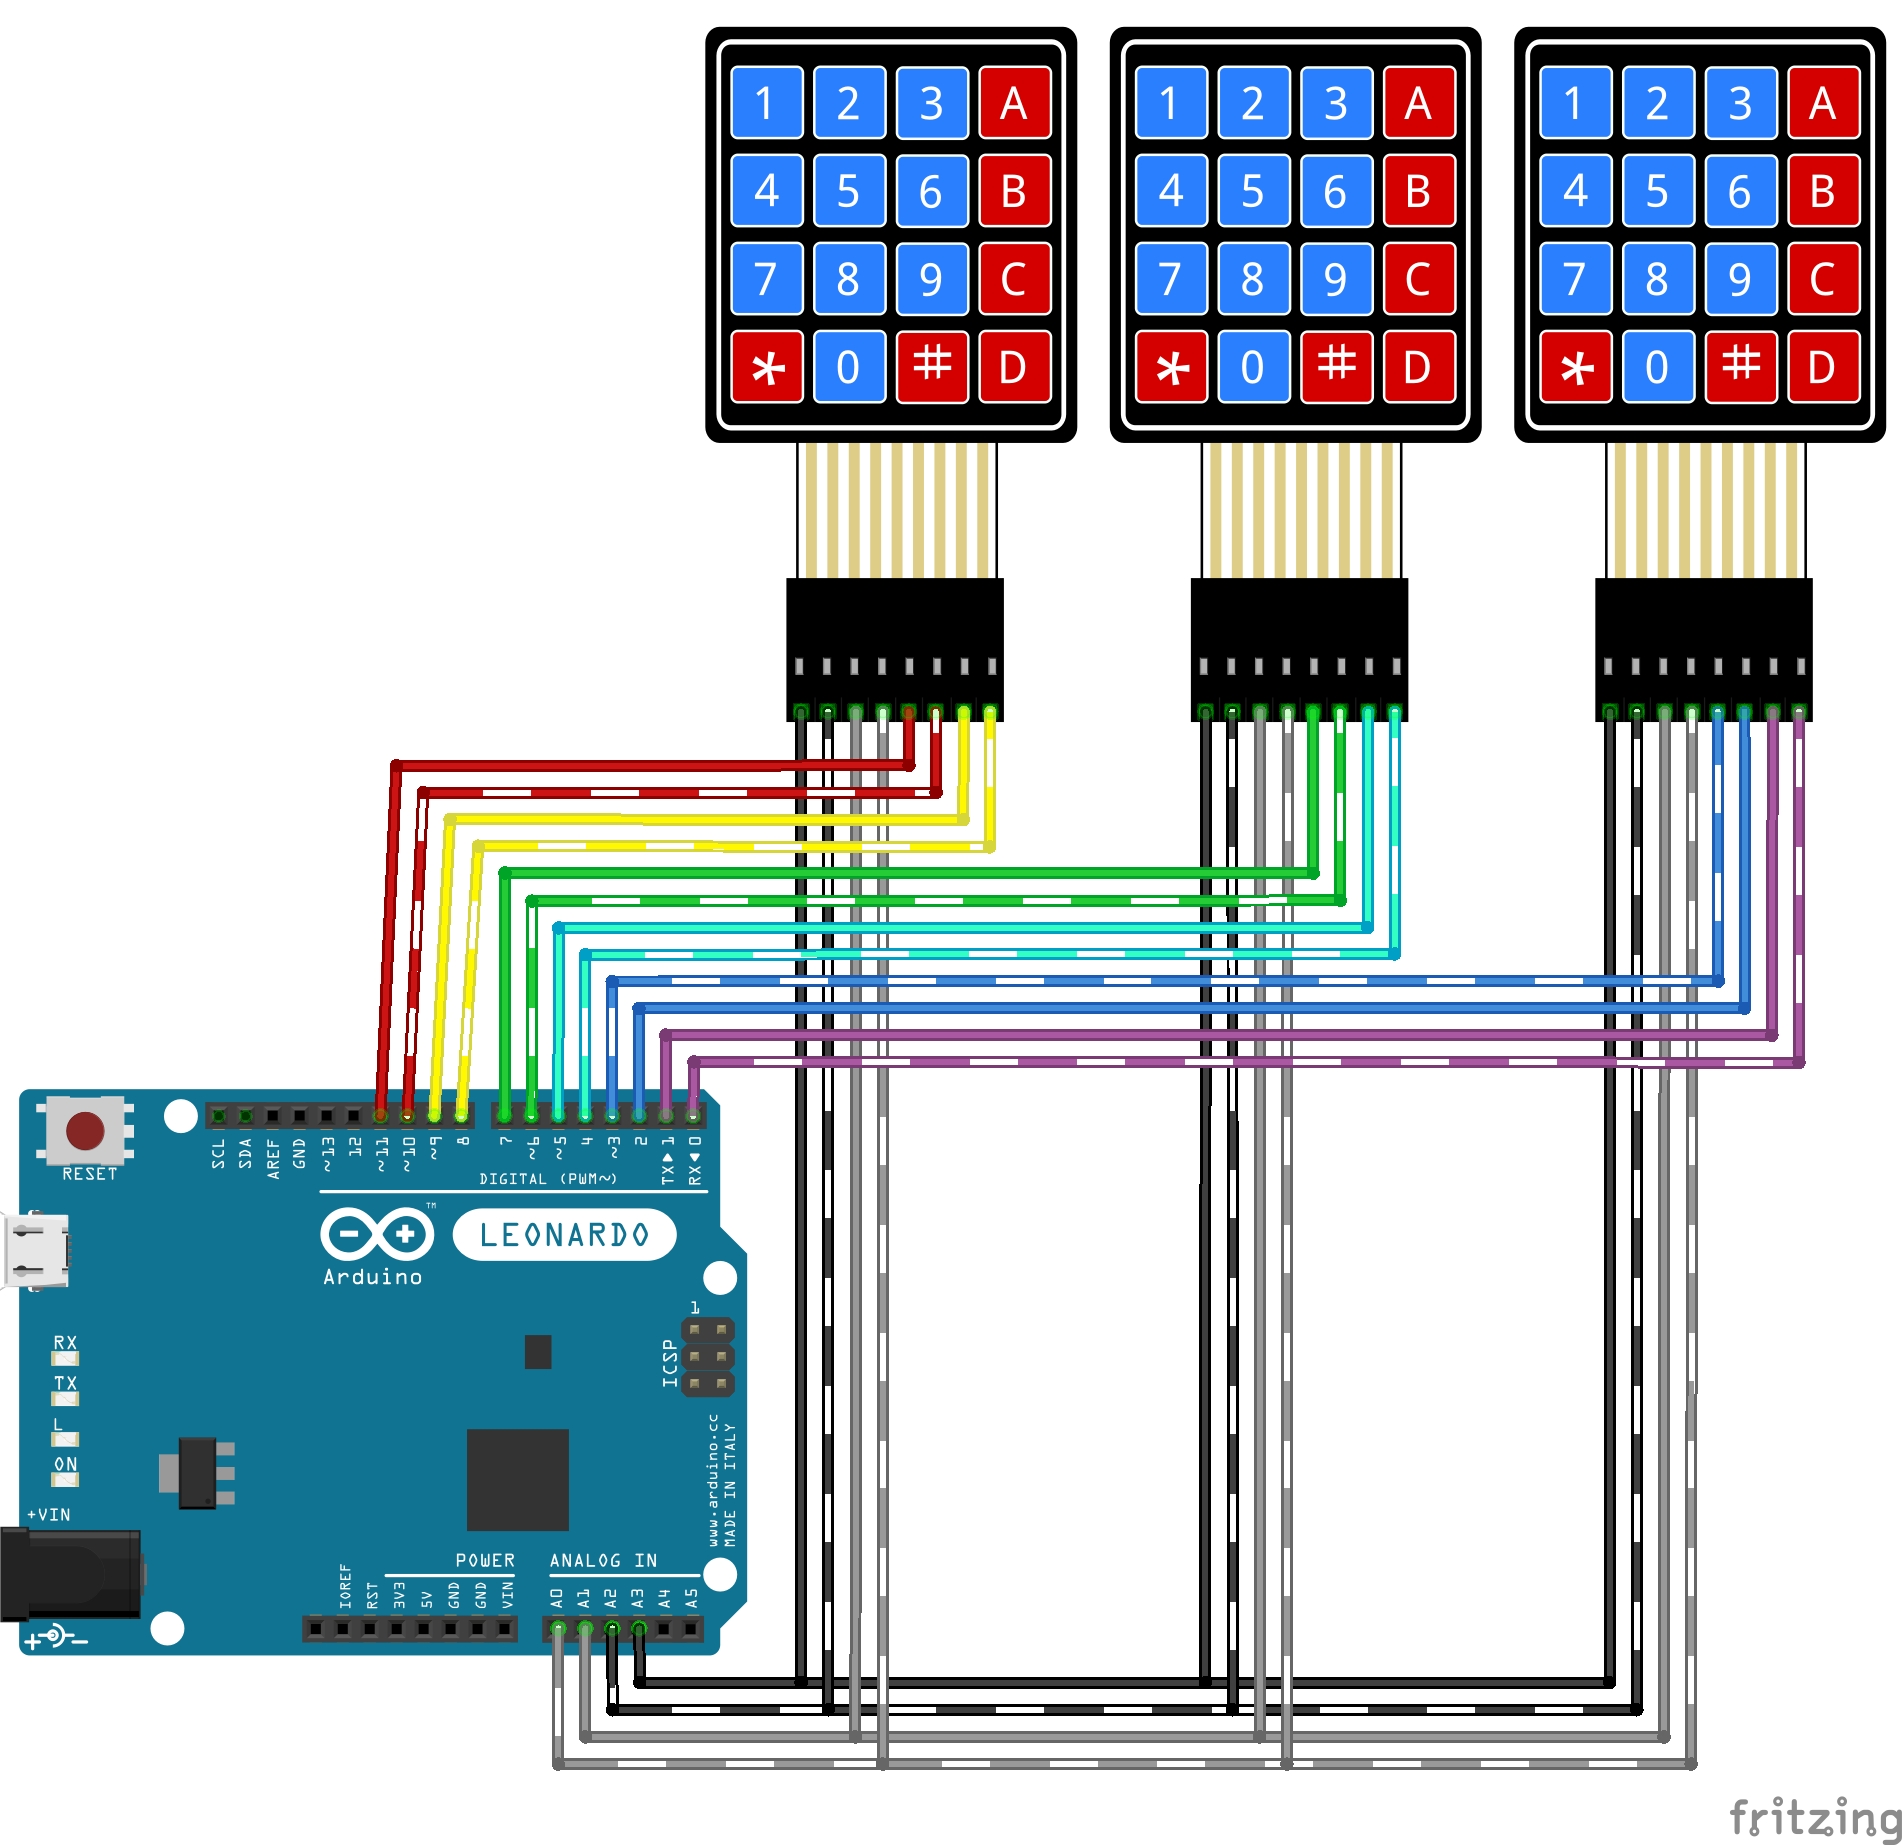 1 2 3 A 1 2 3 A 1 2 3 A
4 5 6 B 4 5 6 B 4 5 6 B
7 8 9 C 7 8 9 C 7 8 9 C
* 0 # D * 0 # D * 0 # D
SCL SDA AREF GND ~13 12 ~11 ~10 ~9 8 7 ~6 ~5 4 ~3 2 TX▶1 RX◀0
RESET
DIGITAL (PWM~)
TM
LEONARDO
Arduino
1
ICSP
RX
TX
L
ON
www.arduino.cc
MADE IN ITALY
+VIN
POWER ANALOG IN
IOREF RST 3V3 5V GND GND VIN A0 A1 A2 A3 A4 A5
fritzing